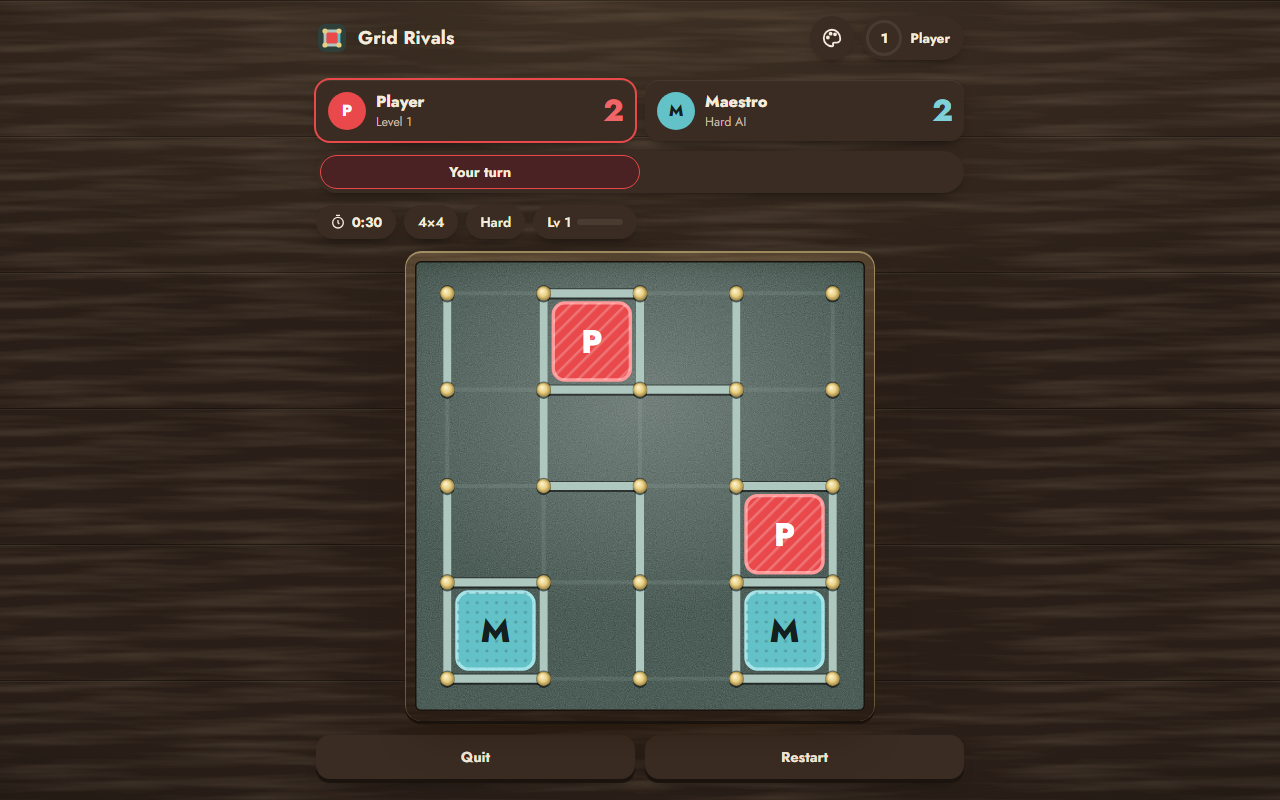 Grid Rivals
1 Player
P Player Level 1 2
M Maestro Hard AI 2
Your turn
0:30 4×4 Hard Lv 1
P
P
M M
Quit Restart